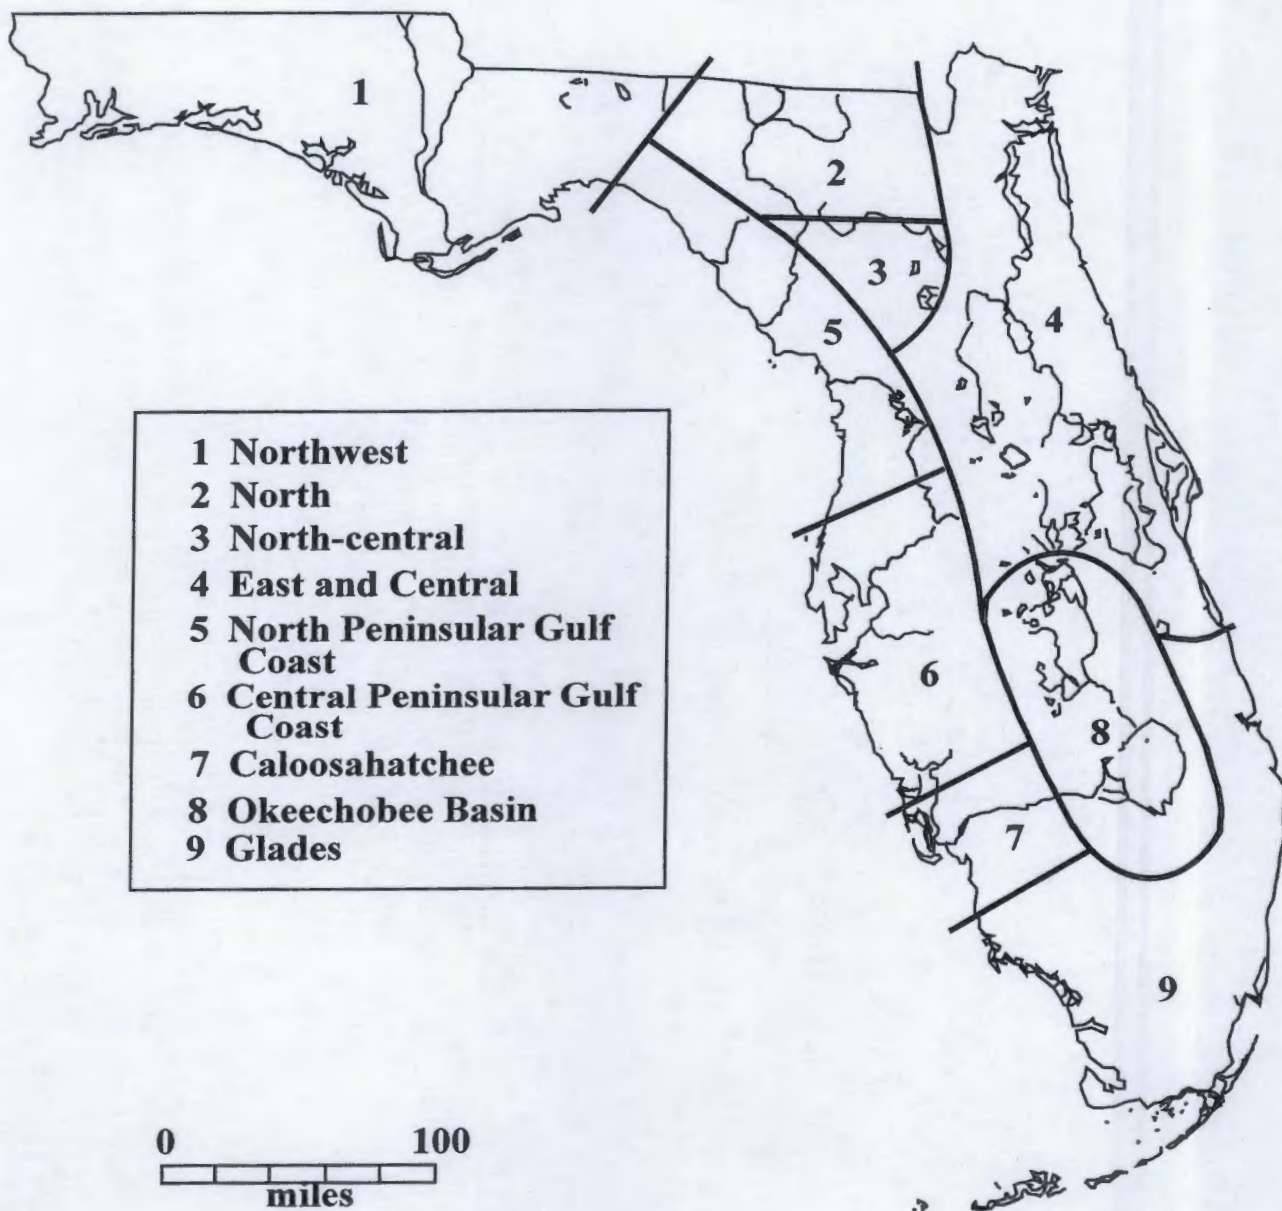 1
2
3
4
5
1 Northwest
2 North
3 North-central
4 East and Central
5 North Peninsular Gulf
Coast
6 Central Peninsular Gulf
Coast
7 Caloosahatchee
8 Okeechobee Basin
9 Glades
6
8
7
9
0 100
miles